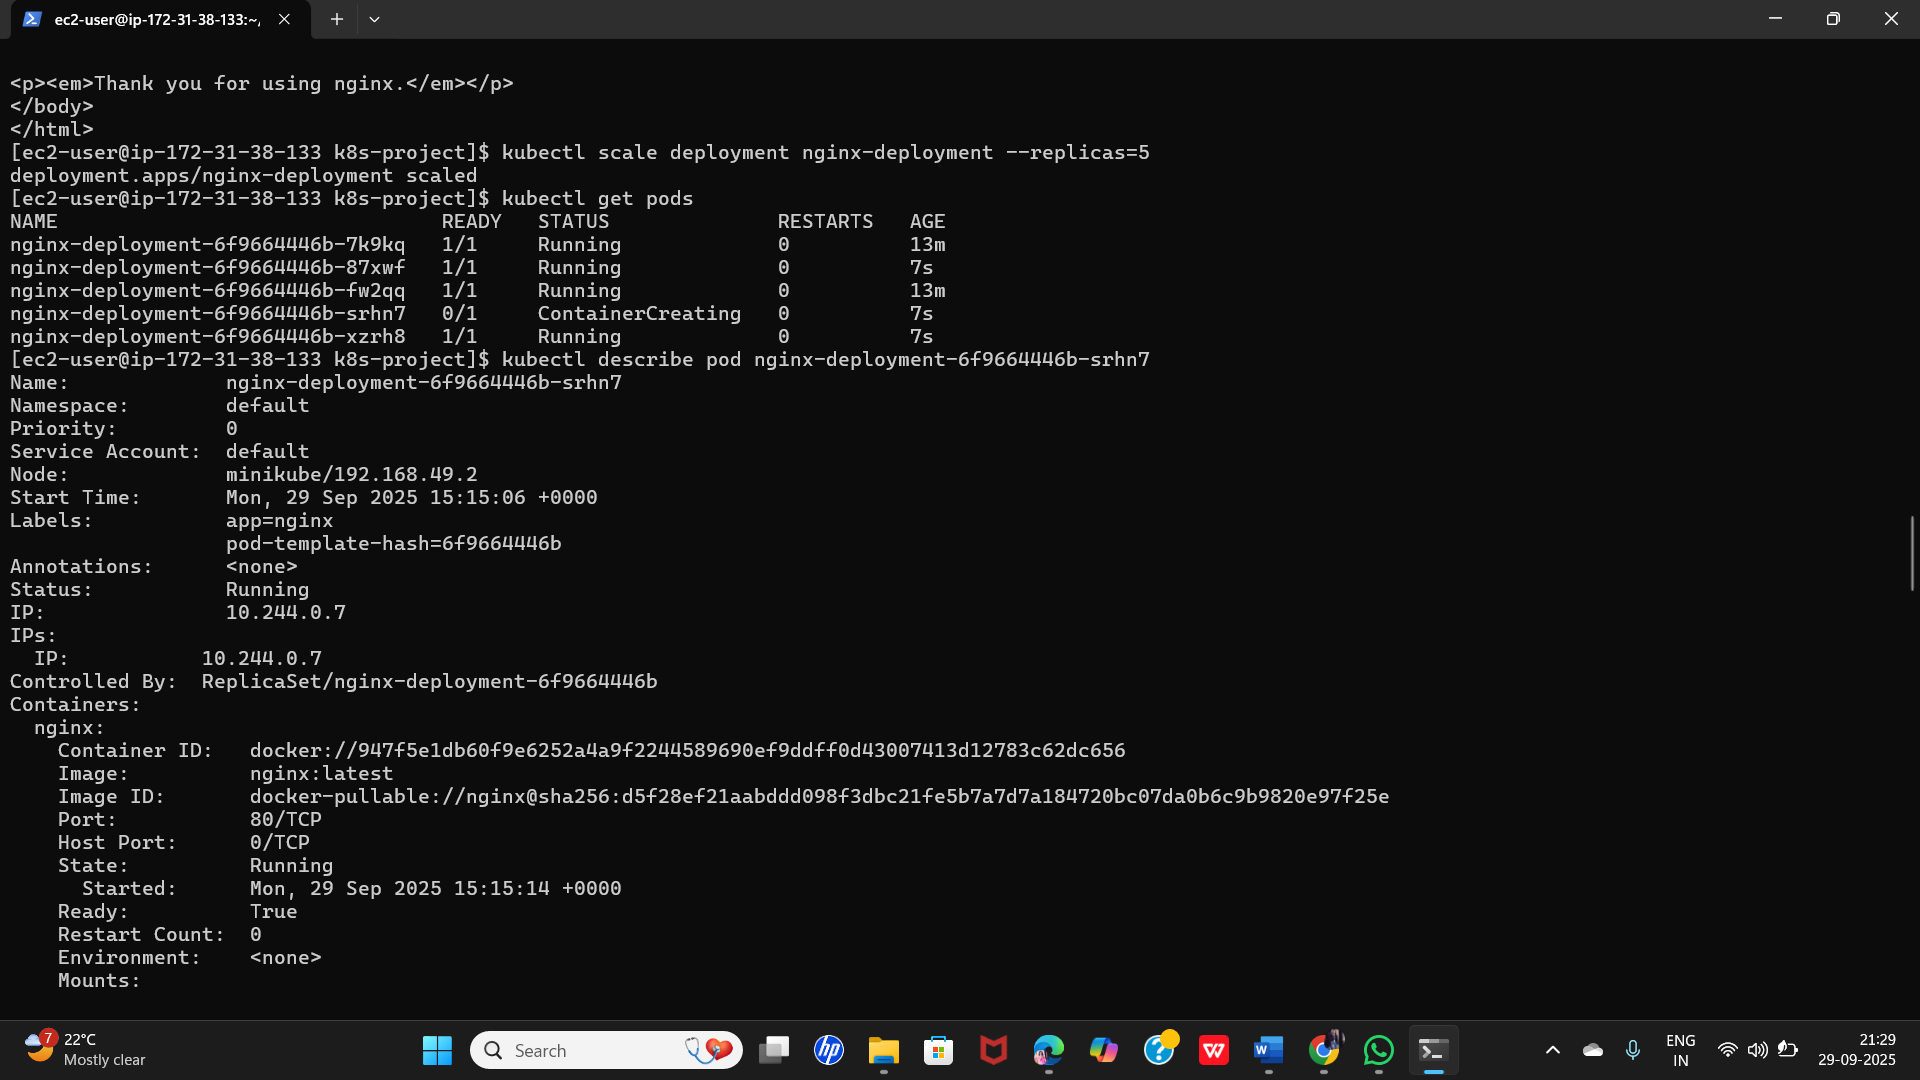 ec2-user@ip-172-31-38-133:~/
<p><em>Thank you for using nginx.</em></p>
</body>
</html>
[ec2-user@ip-172-31-38-133 k8s-project]$ kubectl scale deployment nginx-deployment --replicas=5
deployment.apps/nginx-deployment scaled
[ec2-user@ip-172-31-38-133 k8s-project]$ kubectl get pods
NAME                                READY   STATUS              RESTARTS   AGE
nginx-deployment-6f9664446b-7k9kq   1/1     Running             0          13m
nginx-deployment-6f9664446b-87xwf   1/1     Running             0          7s
nginx-deployment-6f9664446b-fw2qq   1/1     Running             0          13m
nginx-deployment-6f9664446b-srhn7   0/1     ContainerCreating   0          7s
nginx-deployment-6f9664446b-xzrh8   1/1     Running             0          7s
[ec2-user@ip-172-31-38-133 k8s-project]$ kubectl describe pod nginx-deployment-6f9664446b-srhn7
Name:             nginx-deployment-6f9664446b-srhn7
Namespace:        default
Priority:         0
Service Account:  default
Node:             minikube/192.168.49.2
Start Time:       Mon, 29 Sep 2025 15:15:06 +0000
Labels:           app=nginx
                  pod-template-hash=6f9664446b
Annotations:      <none>
Status:           Running
IP:               10.244.0.7
IPs:
  IP:           10.244.0.7
Controlled By:  ReplicaSet/nginx-deployment-6f9664446b
Containers:
  nginx:
    Container ID:   docker://947f5e1db60f9e6252a4a9f2244589690ef9ddff0d43007413d12783c62dc656
    Image:          nginx:latest
    Image ID:       docker-pullable://nginx@sha256:d5f28ef21aabddd098f3dbc21fe5b7a7d7a184720bc07da0b6c9b9820e97f25e
    Port:           80/TCP
    Host Port:      0/TCP
    State:          Running
      Started:      Mon, 29 Sep 2025 15:15:14 +0000
    Ready:          True
    Restart Count:  0
    Environment:    <none>
    Mounts:
7
22°C
Mostly clear
Search
hp
W
ENG
IN
21:29
29-09-2025